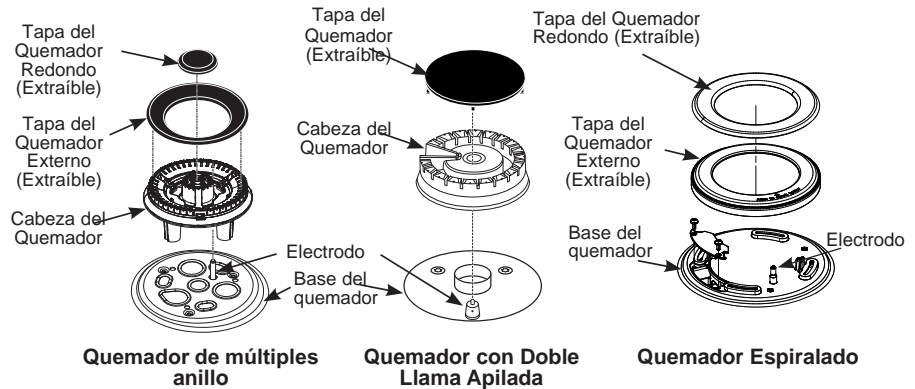 Tapa del
Quemador
Redondo
(Extraíble)
Tapa del
Quemador
Externo
(Extraíble)
Cabeza del
Quemador
Tapa del
Quemador
(Extraíble)
Cabeza del
Quemador
Electrodo
Base del
quemador
Tapa del Quemador
Redondo (Extraíble)
Tapa del
Quemador
Externo
(Extraíble)
Base del
quemador
Electrodo
Quemador de múltiples
anillo
Quemador con Doble
Llama Apilada
Quemador Espiralado